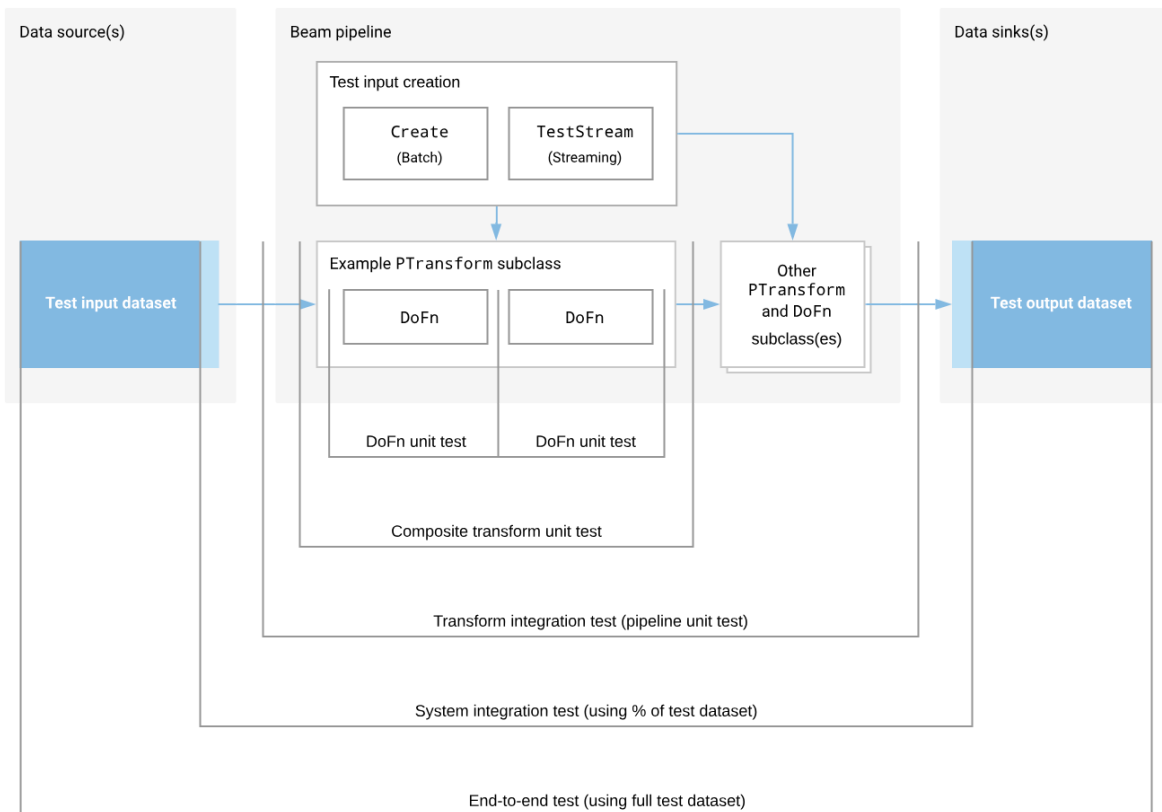 Data source(s)
Beam pipeline
Data sinks(s)
Test input creation
Create
(Batch)
TestStream
(Streaming)
Test input dataset
Example PTransform subclass
DoFn
DoFn
Other
PTransform
and DoFn
subclass(es)
Test output dataset
DoFn unit test
DoFn unit test
Composite transform unit test
Transform integration test (pipeline unit test)
System integration test (using % of test dataset)
End-to-end test (using full test dataset)